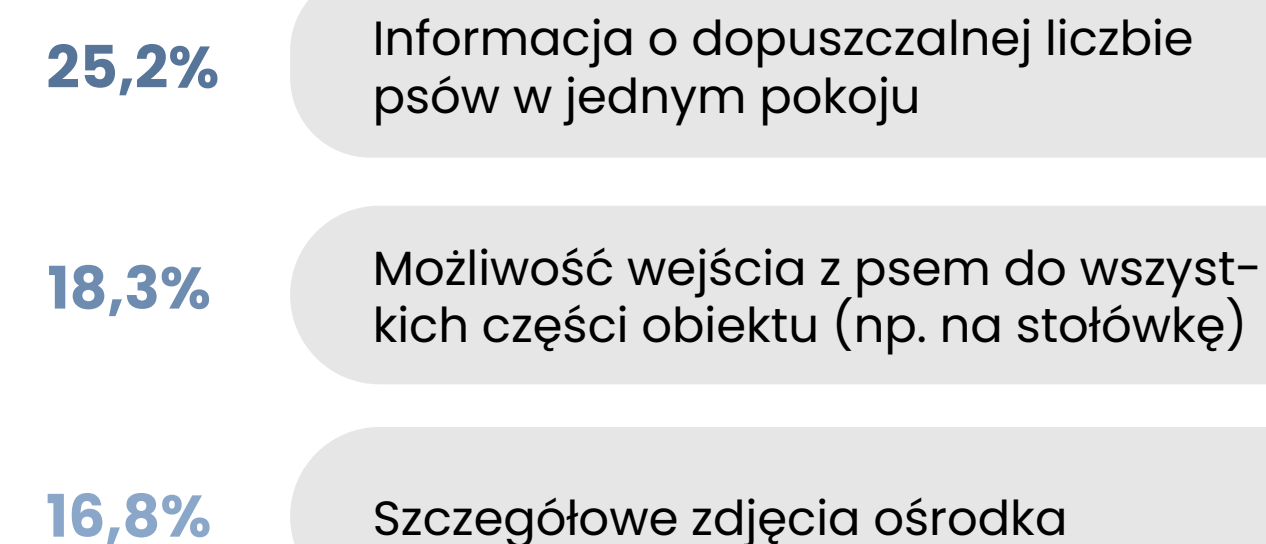 25,2%
Informacja o dopuszczalnej liczbie
psów w jednym pokoju
18,3%
Możliwość wejścia z psem do wszyst-
kich części obiektu (np. na stołówkę)
16,8%
Szczegółowe zdjęcia ośrodka